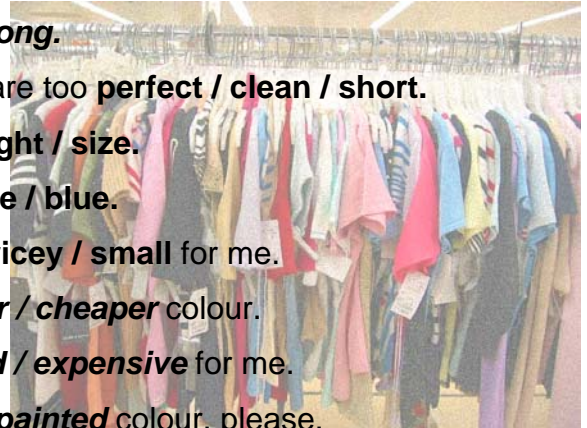 ong.
are too perfect / clean / short.
ght / size.
e / blue.
icey / small for me.
r / cheaper colour.
d / expensive for me.
painted colour, please.